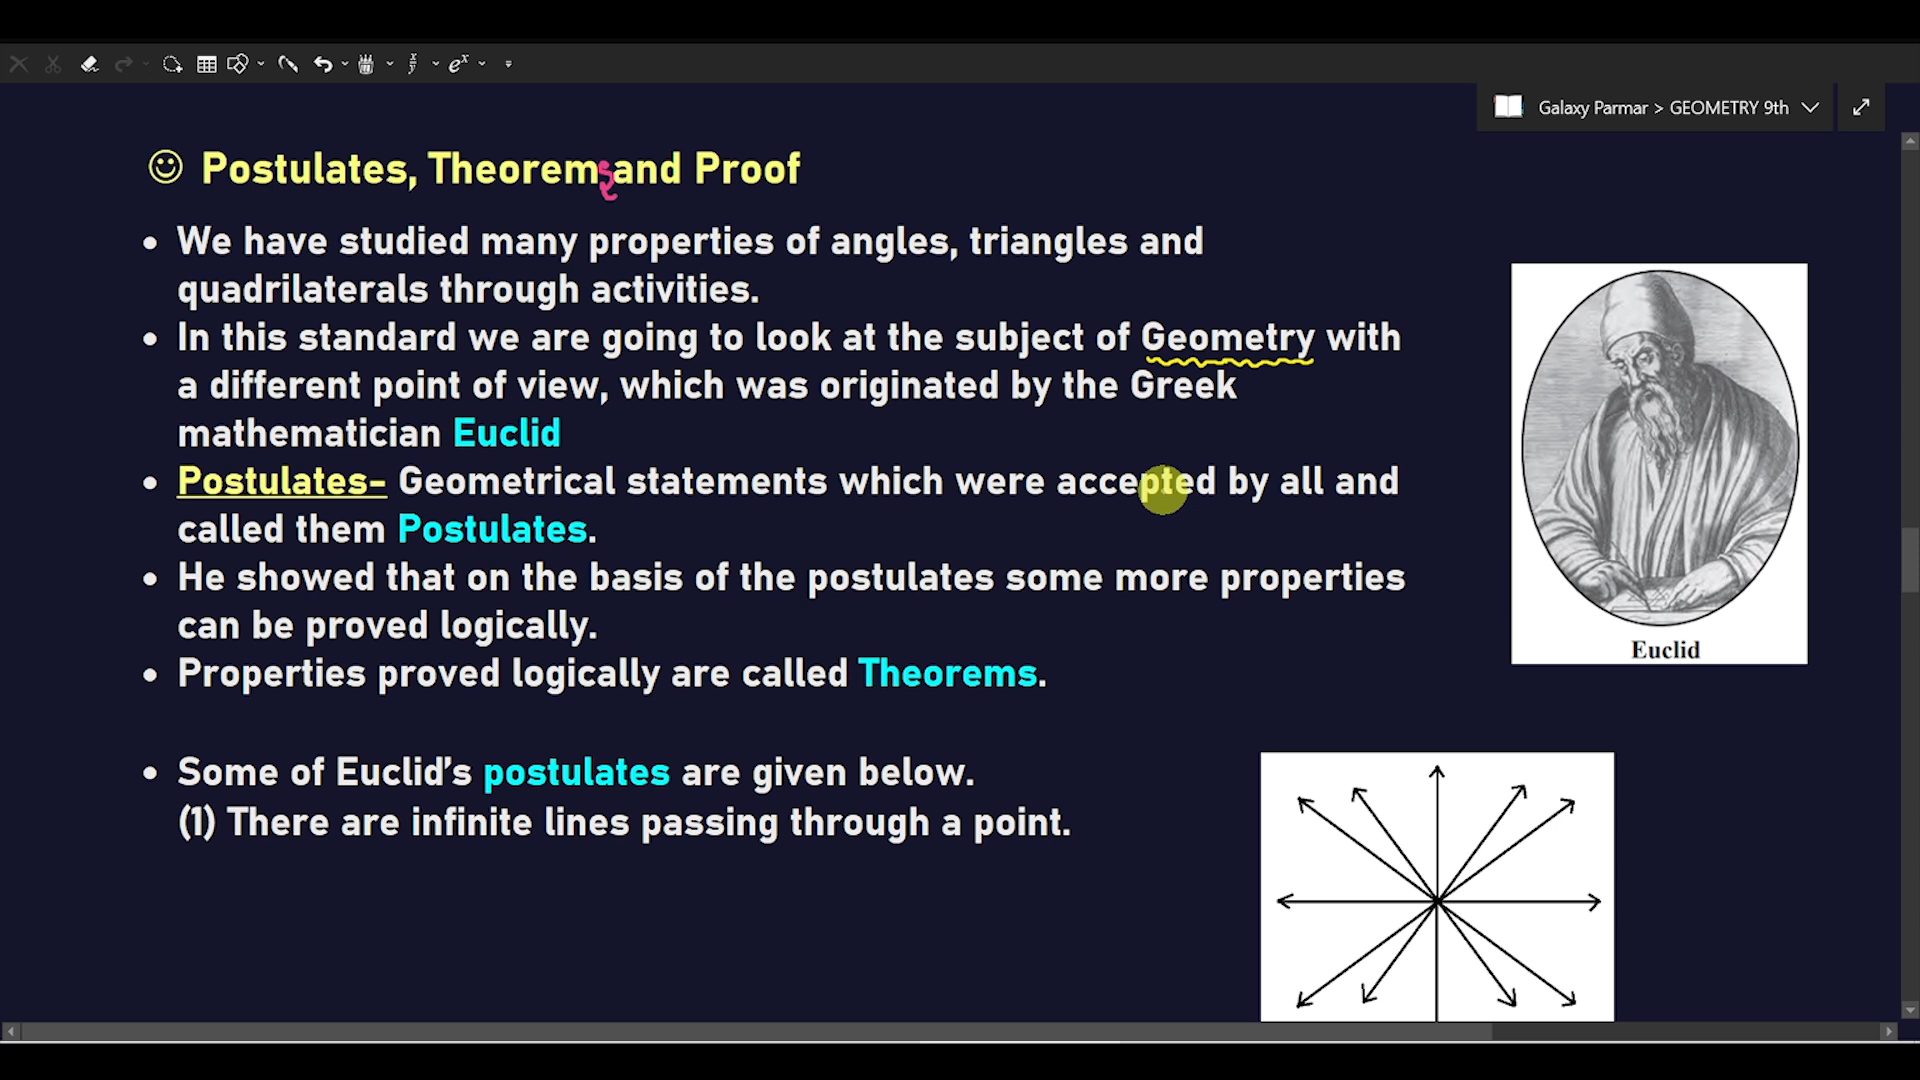 Galaxy Parmar > GEOMETRY 9th
Postulates, Theorems and Proof
• We have studied many properties of angles, triangles and
quadrilaterals through activities.
• In this standard we are going to look at the subject of Geometry with
a different point of view, which was originated by the Greek
mathematician Euclid
• Postulates- Geometrical statements which were accepted by all and
called them Postulates.
• He showed that on the basis of the postulates some more properties
can be proved logically.
• Properties proved logically are called Theorems.
Euclid
• Some of Euclid’s postulates are given below.
(1) There are infinite lines passing through a point.